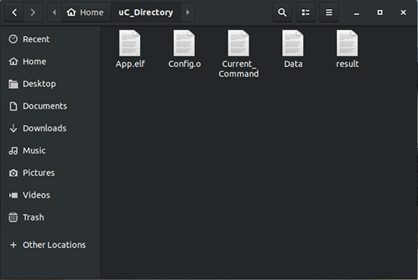 Home uC_Directory
Recent
Home
Desktop
Documents
Downloads
Music
Pictures
Videos
Trash
Other Locations
App.elf Config.o Current_ Data result
Command